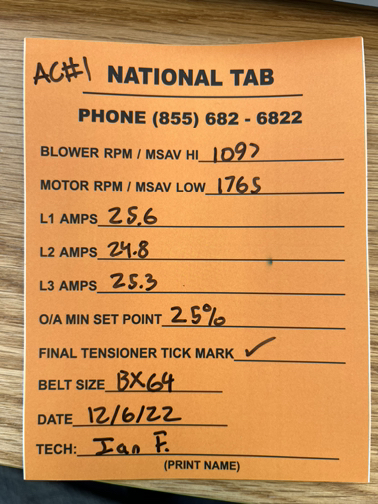 AC#1 NATIONAL TAB
PHONE (855) 682 - 6822
BLOWER RPM / MSAV HI 1097
MOTOR RPM / MSAV LOW 1765
L1 AMPS 25.6
L2 AMPS 24.8
L3 AMPS 25.3
O/A MIN SET POINT 25%
FINAL TENSIONER TICK MARK ✓
BELT SIZE BX64
DATE 12/6/22
TECH: Ian F.
(PRINT NAME)